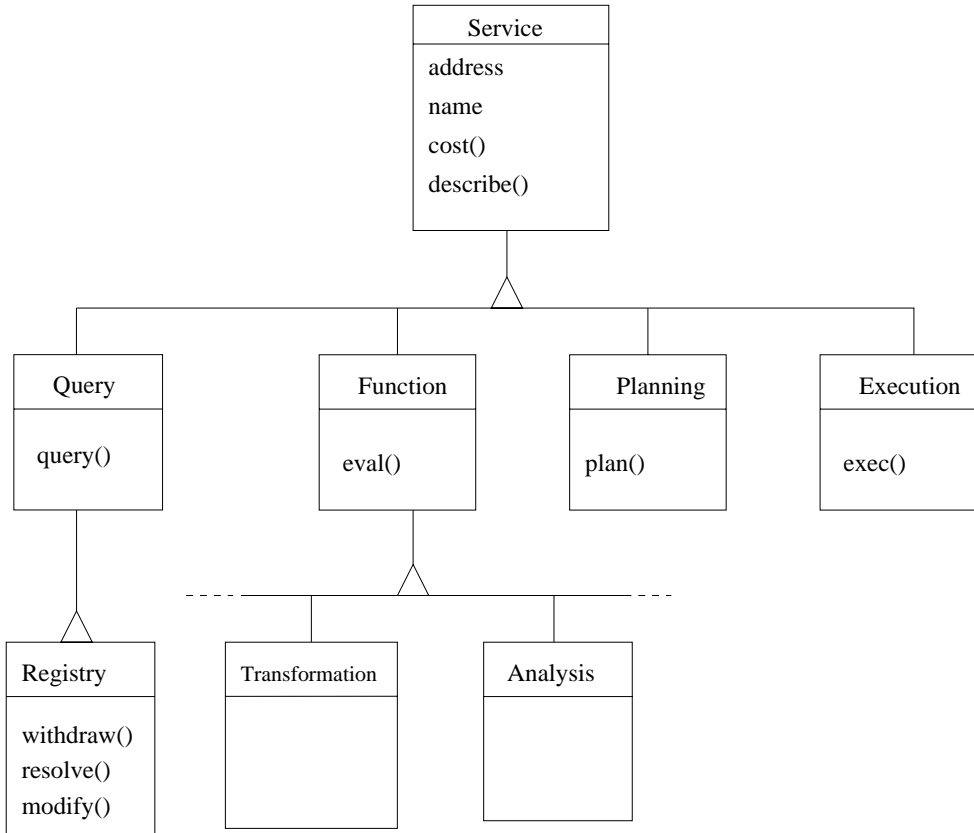 Service
address
name
cost()
describe()
Query
query()
Function
eval()
Planning
plan()
Execution
exec()
Registry
withdraw()
resolve()
modify()
Transformation
Analysis